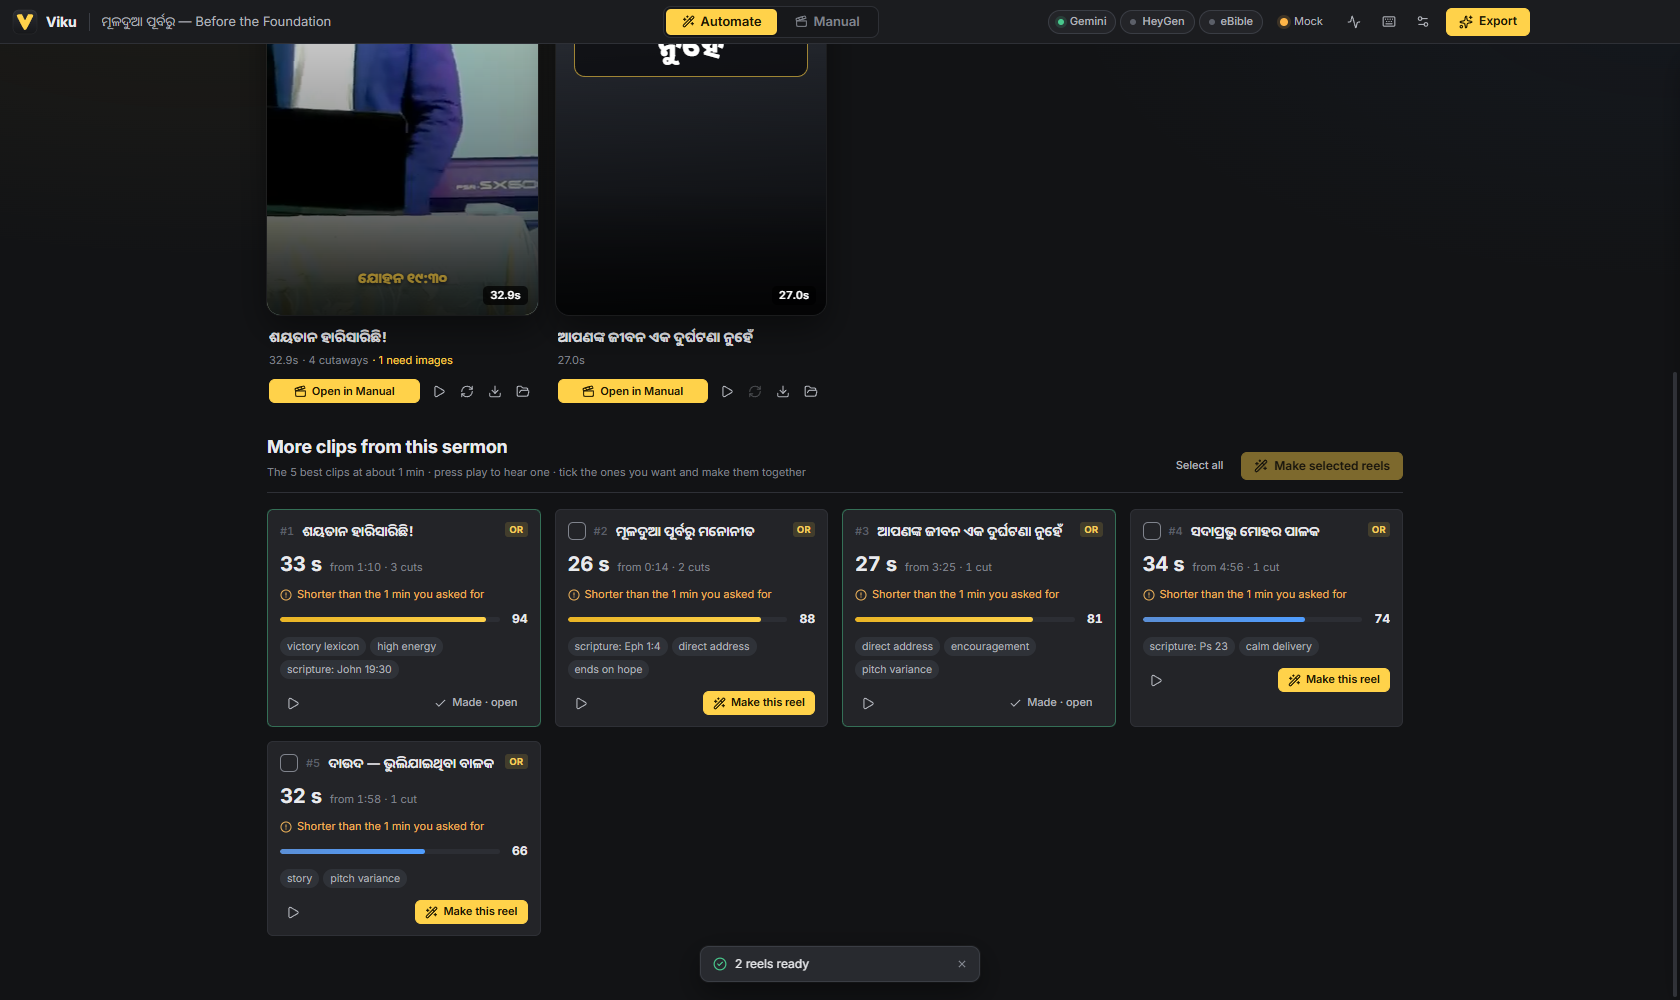 Viku
ମୂଳଦୁଆ ପୂର୍ବରୁ — Before the Foundation
Automate
Manual
Gemini
HeyGen
eBible
Mock
Export
ନୁହେଁ
PSR-SX60
ଯୋହନ ୧୯:୩୦
32.9s
27.0s
ଶୟତାନ ହାରିସାରିଛି!
32.9s · 4 cutaways · 1 need images
Open in Manual
ଆପଣଙ୍କ ଜୀବନ ଏକ ଦୁର୍ଘଟଣା ନୁହେଁ
27.0s
Open in Manual
More clips from this sermon
The 5 best clips at about 1 min · press play to hear one · tick the ones you want and make them together
Select all
Make selected reels
#1 ଶୟତାନ ହାରିସାରିଛି! OR
33 s from 1:10 · 3 cuts
Shorter than the 1 min you asked for
94
victory lexicon
high energy
scripture: John 19:30
Made · open
#2 ମୂଳଦୁଆ ପୂର୍ବରୁ ମନୋନୀତ OR
26 s from 0:14 · 2 cuts
Shorter than the 1 min you asked for
88
scripture: Eph 1:4
direct address
ends on hope
Make this reel
#3 ଆପଣଙ୍କ ଜୀବନ ଏକ ଦୁର୍ଘଟଣା ନୁହେଁ OR
27 s from 3:25 · 1 cut
Shorter than the 1 min you asked for
81
direct address
encouragement
pitch variance
Made · open
#4 ସଦାପ୍ରଭୁ ମୋହର ପାଳକ OR
34 s from 4:56 · 1 cut
Shorter than the 1 min you asked for
74
scripture: Ps 23
calm delivery
Make this reel
#5 ଦାଉଦ — ଭୁଲିଯାଇଥିବା ବାଳକ OR
32 s from 1:58 · 1 cut
Shorter than the 1 min you asked for
66
story
pitch variance
Make this reel
2 reels ready